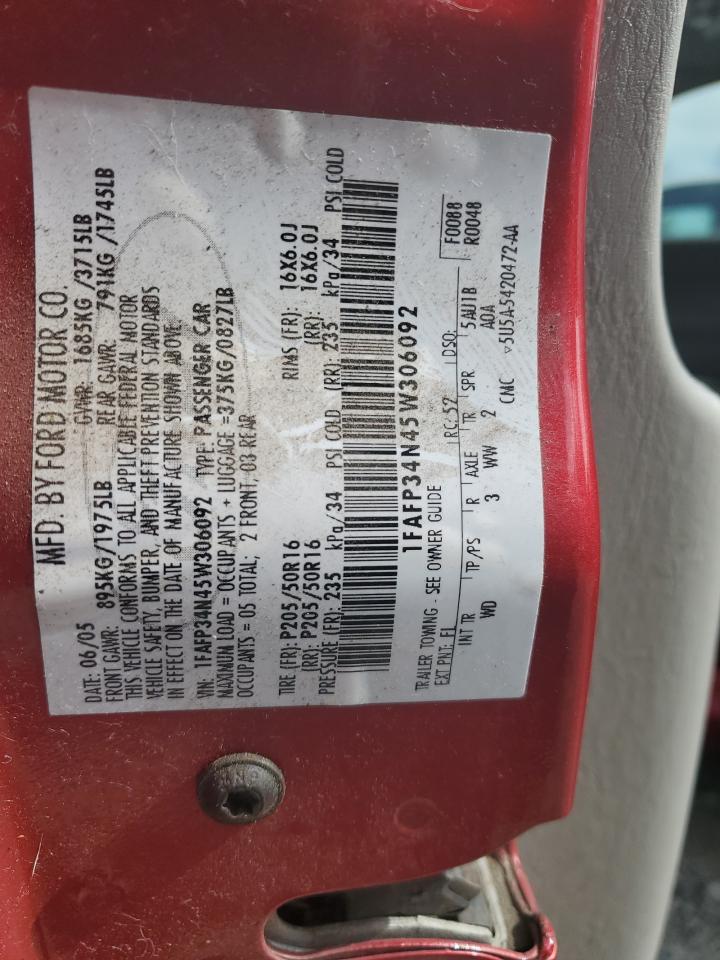 MFD. BY FORD MOTOR CO.
DATE: 06/05 GVWR: 1685KG /3715LB
FRONT GAWR: 895KG/1975LB REAR GAWR: 791KG /1745LB
THIS VEHICLE CONFORMS TO ALL APPLICABLE FEDERAL MOTOR
VEHICLE SAFETY, BUMPER, AND THEFT PREVENTION STANDARDS
IN EFFECT ON THE DATE OF MANUFACTURE SHOWN ABOVE.
VIN: 1FAFP34N45W306092 TYPE: PASSENGER CAR
MAXIMUM LOAD = OCCUPANTS + LUGGAGE =375KG/0827LB
OCCUPANTS = 05 TOTAL; 2 FRONT, 03 REAR
TIRE (FR): P205/50R16 RIMS (FR): 16X6.0J
(RR): P205/50R16 (RR): 16X6.0J
PRESSURE (FR): 235 kPa/34 PSI COLD (RR) 235 kPa/34 PSI COLD
1FAFP34N45W306092
TRAILER TOWING - SEE OWNER GUIDE F0088
EXT PNT: E1 RC: 52 DSO: R0048
INT TR TP/PS R AXLE TR SPR 5AU1B
WD 3 WW 2 AOA
CMC v5U5A-5420472-AA